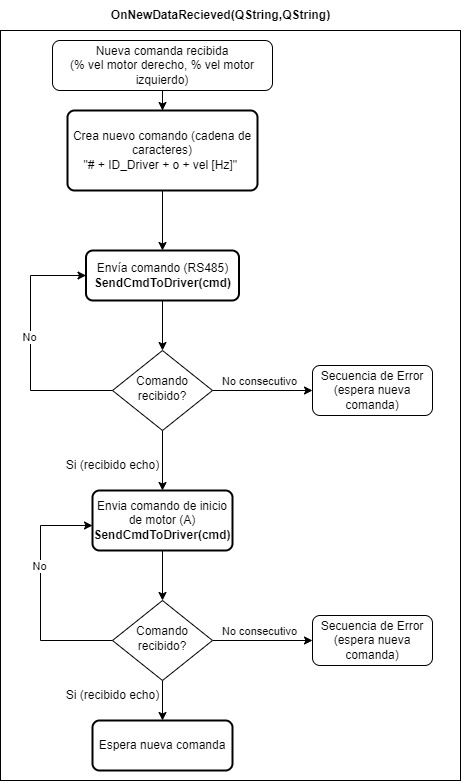 OnNewDataRecieved(QString,QString)
Nueva comanda recibida
(% vel motor derecho, % vel motor
izquierdo)
Crea nuevo comando (cadena de
caracteres)
"# + ID_Driver + o + vel [Hz]"
Envía comando (RS485)
SendCmdToDriver(cmd)
No
Comando
recibido?
No consecutivo
Secuencia de Error
(espera nueva
comanda)
Si (recibido echo)
Envia comando de inicio
de motor (A)
SendCmdToDriver(cmd)
No
Comando
recibido?
No consecutivo
Secuencia de Error
(espera nueva
comanda)
Si (recibido echo)
Espera nueva comanda